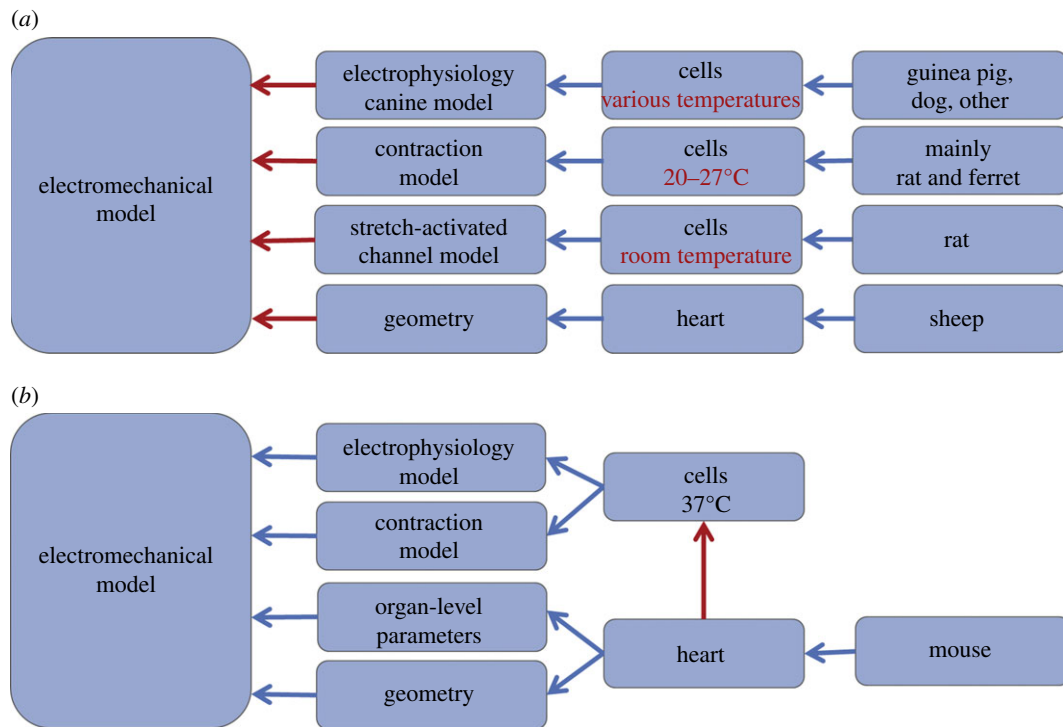 (a)
electromechanical
model
electrophysiology
canine model
cells
various temperatures
guinea pig,
dog, other
contraction
model
cells
20–27°C
mainly
rat and ferret
stretch-activated
channel model
cells
room temperature
rat
geometry
heart
sheep
(b)
electromechanical
model
electrophysiology
model
cells
37°C
contraction
model
organ-level
parameters
heart
mouse
geometry